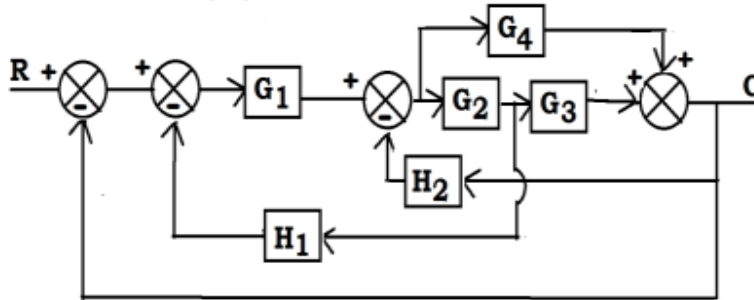 G4
R + + + + +
G1 G2 G3 C
- - - +
H2
H1